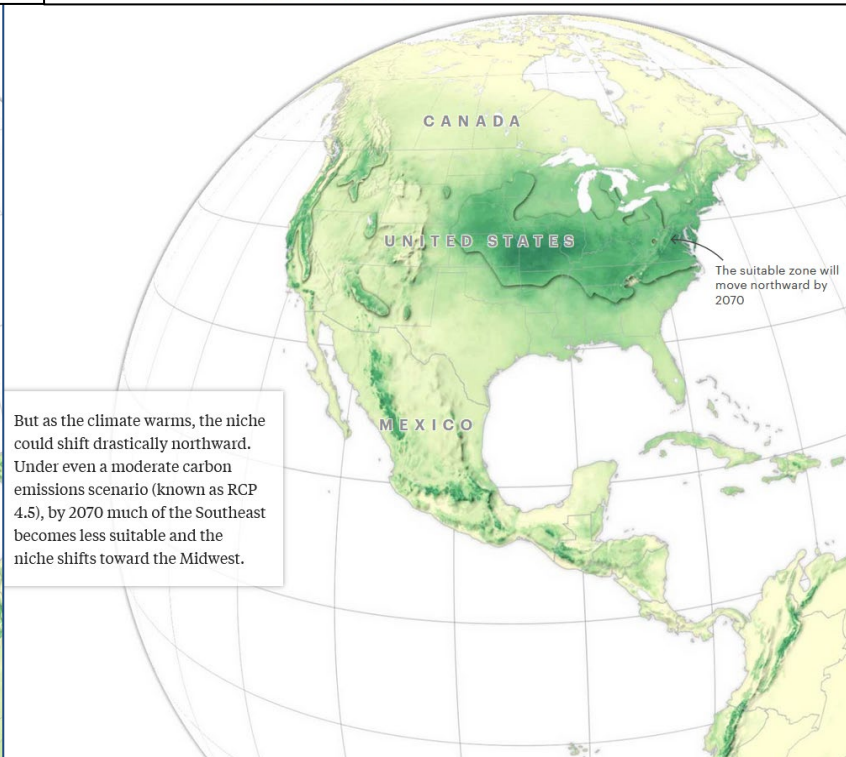 CANADA
UNITED STATES
The suitable zone will
move northward by
2070
But as the climate warms, the niche
could shift drastically northward.
Under even a moderate carbon
emissions scenario (known as RCP
4.5), by 2070 much of the Southeast
becomes less suitable and the
niche shifts toward the Midwest.
MEXICO